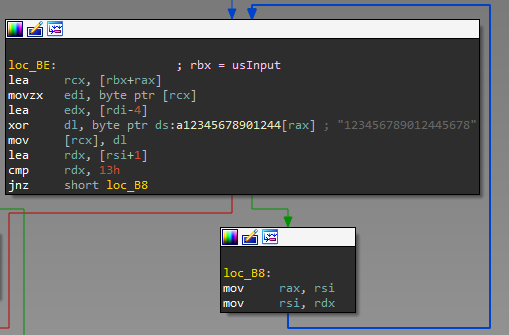 loc_BE: ; rbx = usInput
lea rcx, [rbx+rax]
movzx edi, byte ptr [rcx]
lea edx, [rdi-4]
xor dl, byte ptr ds:a12345678901244[rax] ; "123456789012445678"
mov [rcx], dl
lea rdx, [rsi+1]
cmp rdx, 13h
jnz short loc_B8
loc_B8:
mov rax, rsi
mov rsi, rdx